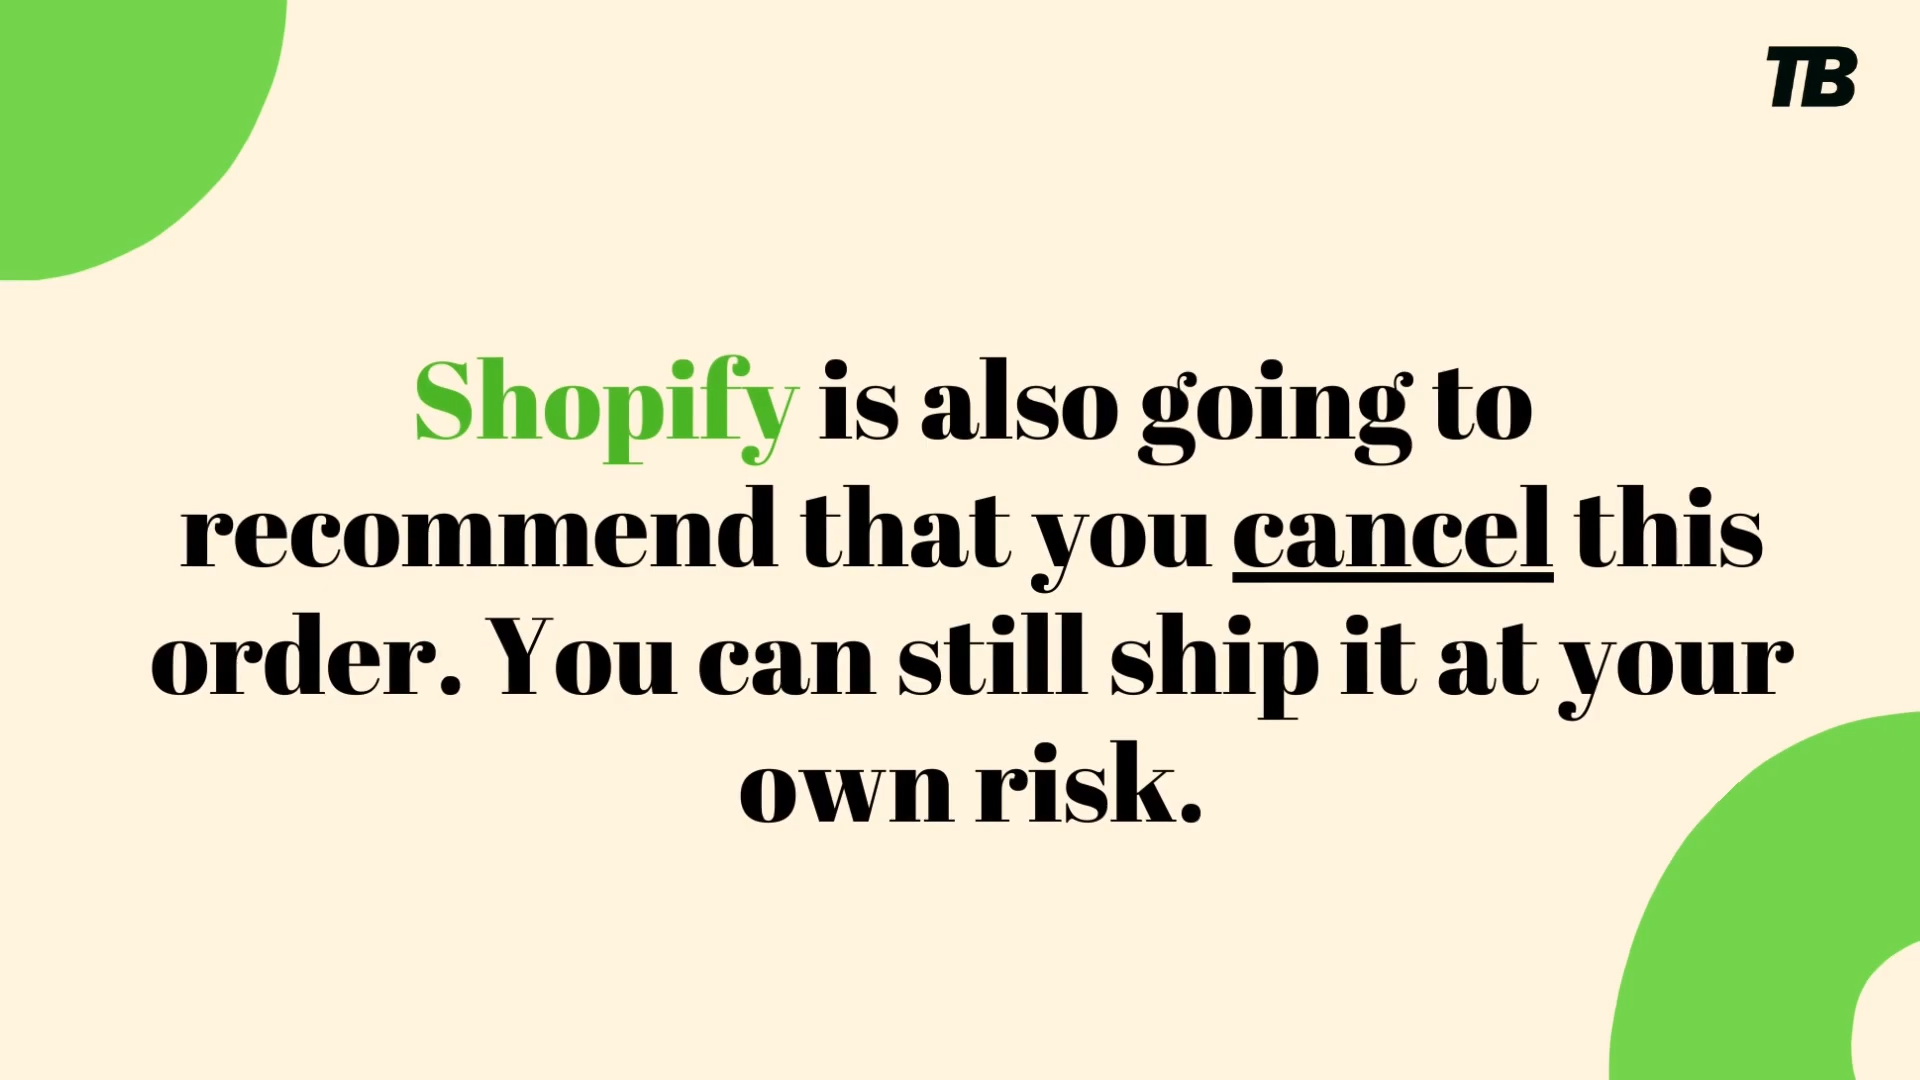 TB
Shopify is also going to
recommend that you cancel this
order. You can still ship it at your
own risk.